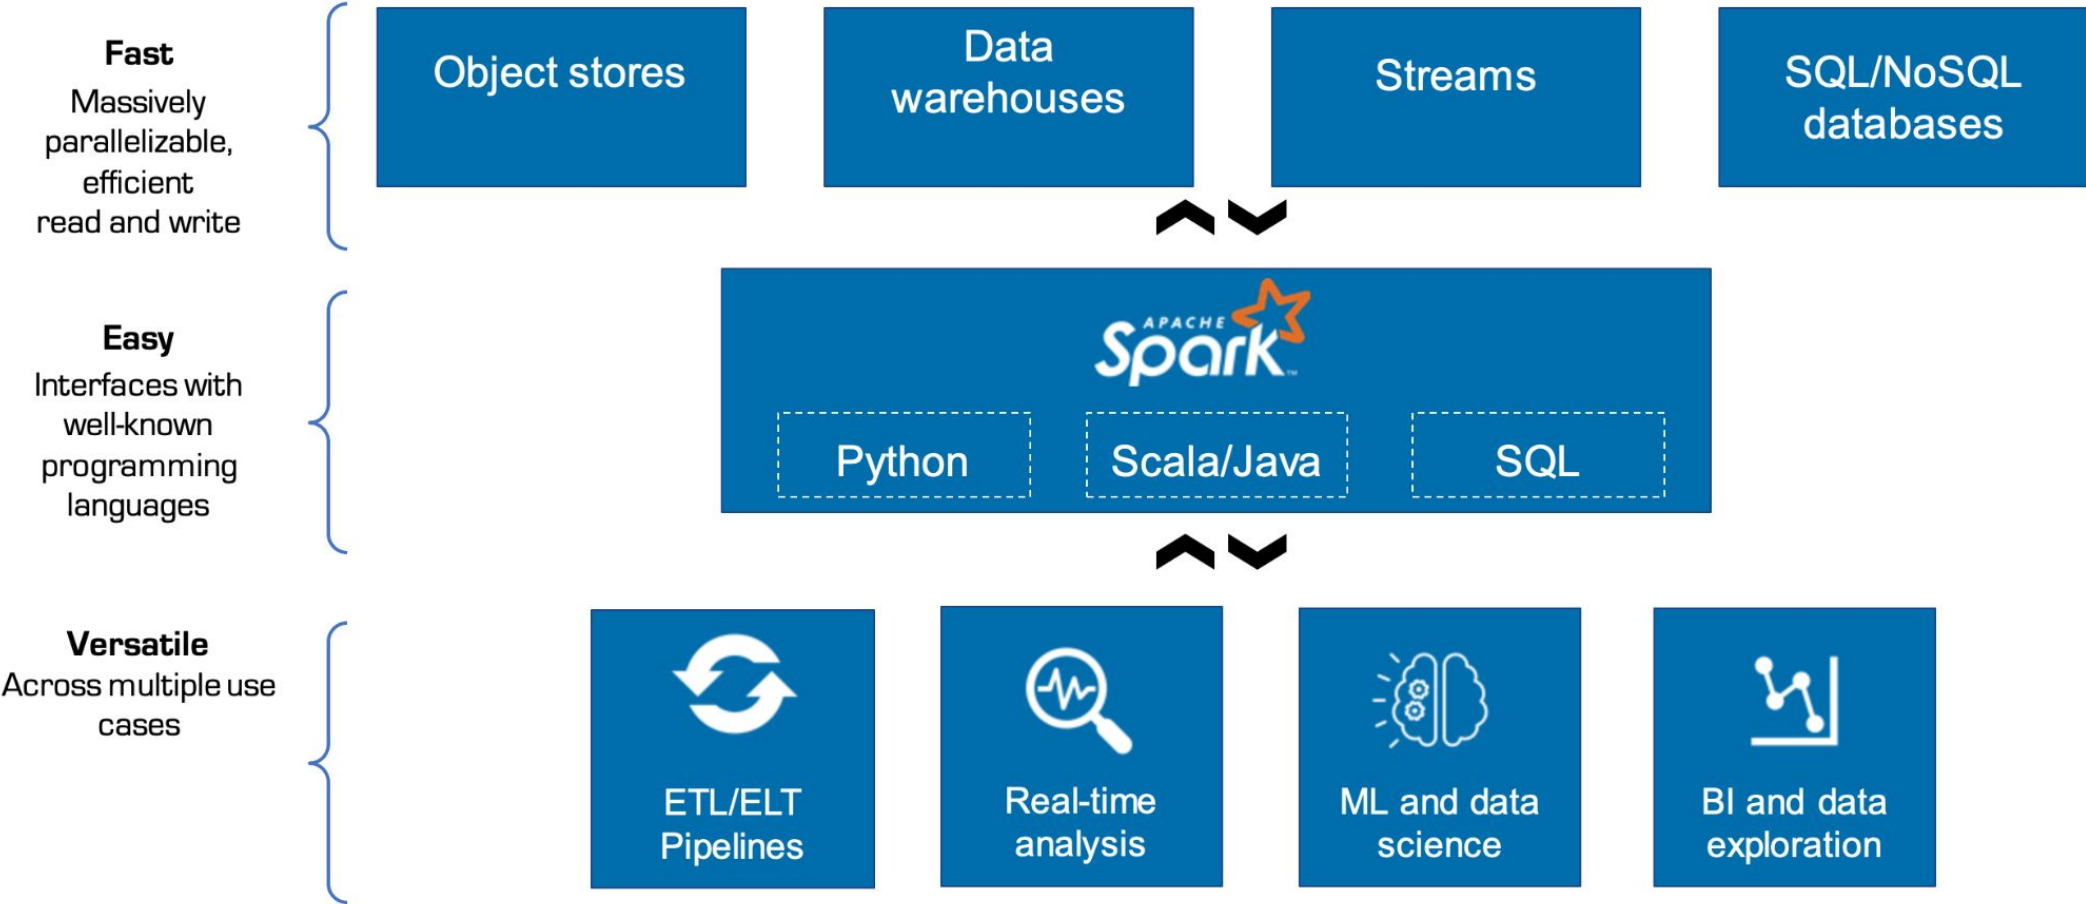 Fast
Massively
parallelizable,
efficient
read and write
Object stores
Data
warehouses
Streams
SQL/NoSQL
databases
Easy
Interfaces with
well-known
programming
languages
APACHE
Spark™
Python
Scala/Java
SQL
Versatile
Across multiple use
cases
ETL/ELT
Pipelines
Real-time
analysis
ML and data
science
BI and data
exploration